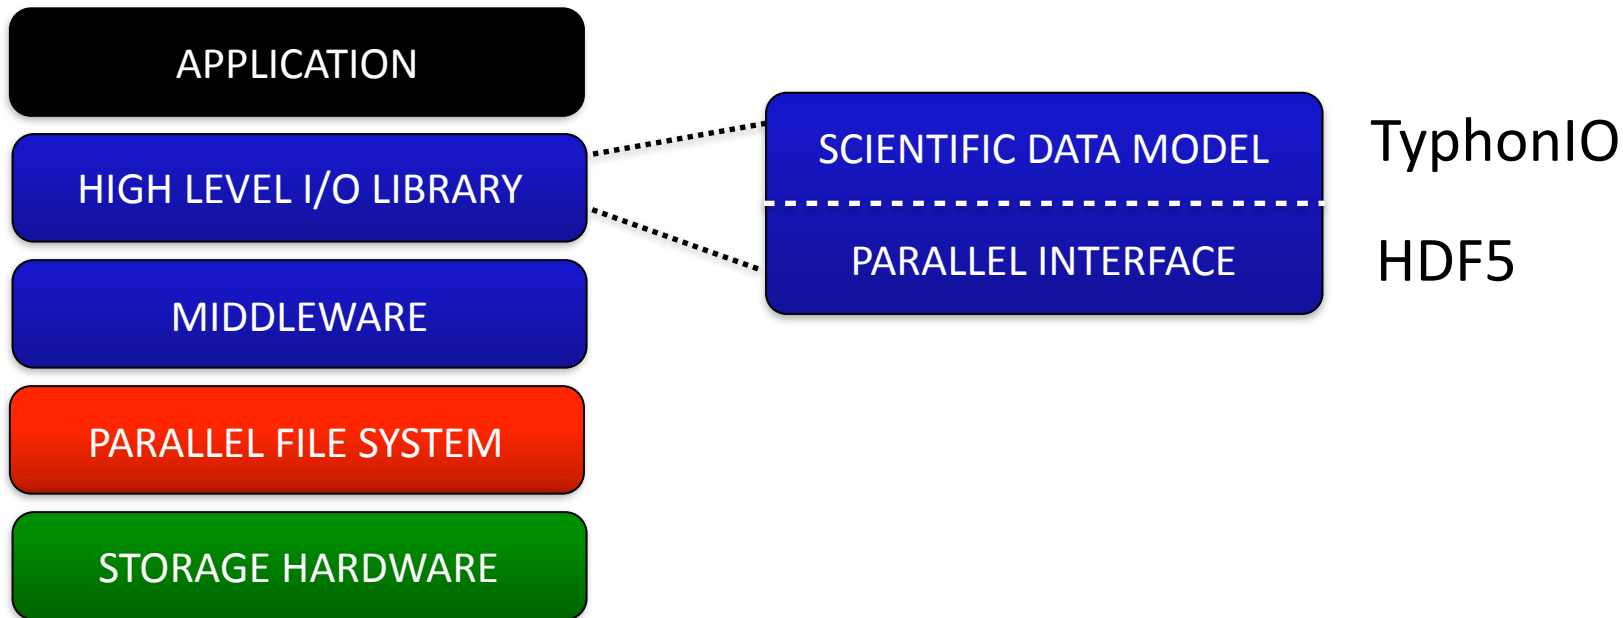 APPLICATION
HIGH LEVEL I/O LIBRARY
MIDDLEWARE
PARALLEL FILE SYSTEM
STORAGE HARDWARE
SCIENTIFIC DATA MODEL
PARALLEL INTERFACE
TyphonIO
HDF5